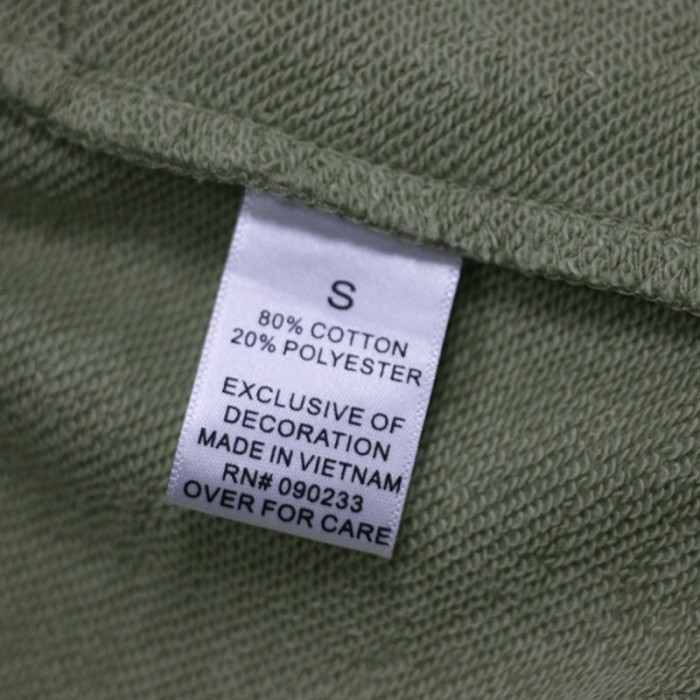 S
80% COTTON
20% POLYESTER
EXCLUSIVE OF
DECORATION
MADE IN VIETNAM
RN# 090233
OVER FOR CARE